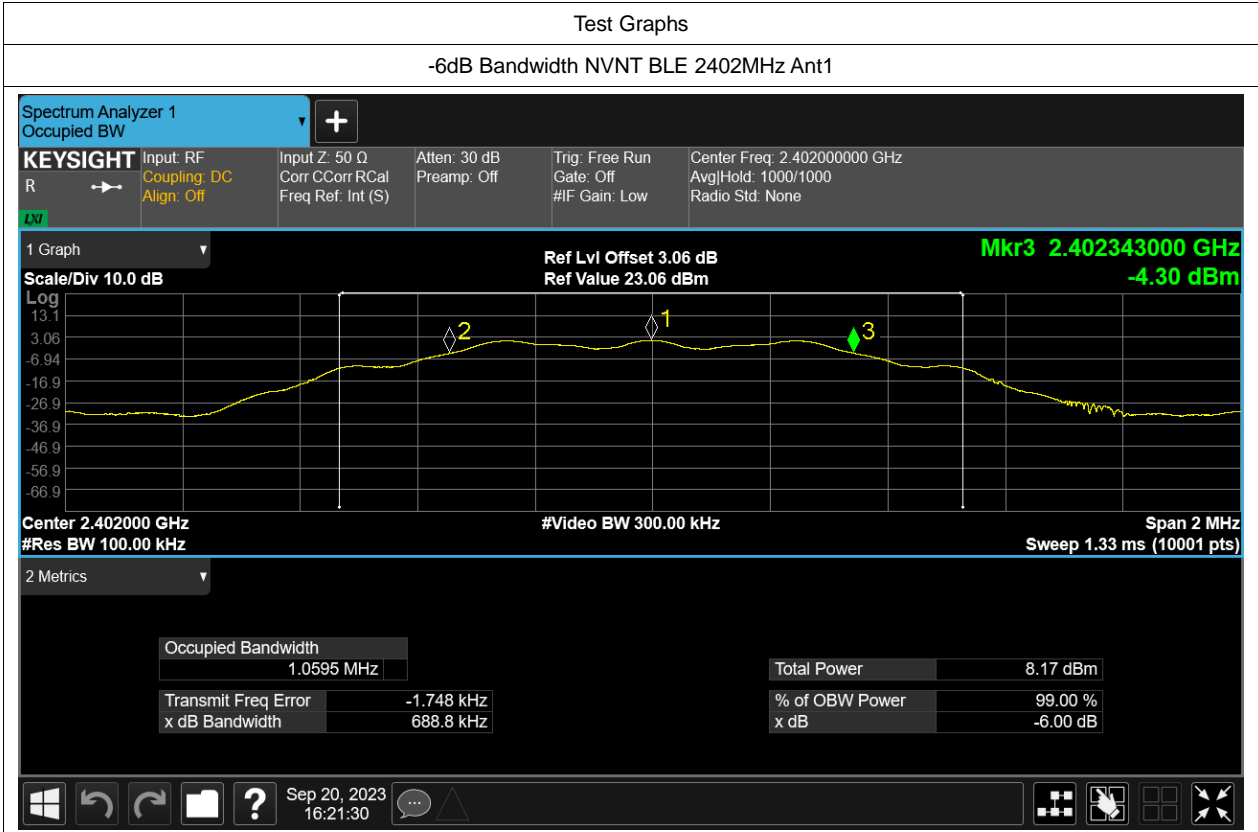 Test Graphs
-6dB Bandwidth NVNT BLE 2402MHz Ant1
Spectrum Analyzer 1
Occupied BW
KEYSIGHT Input: RF Input Z: 50 Ω Atten: 30 dB Trig: Free Run Center Freq: 2.402000000 GHz
R Coupling: DC Corr CCorr RCal Preamp: Off Gate: Off Avg|Hold: 1000/1000
Align: Off Freq Ref: Int (S) #IF Gain: Low Radio Std: None
LXI
1 Graph Ref Lvl Offset 3.06 dB Mkr3 2.402343000 GHz
Scale/Div 10.0 dB Ref Value 23.06 dBm -4.30 dBm
Log
13.1
1
2
3
3.06
-6.94
-16.9
-26.9
-36.9
-46.9
-56.9
-66.9
Center 2.402000 GHz #Video BW 300.00 kHz Span 2 MHz
#Res BW 100.00 kHz Sweep 1.33 ms (10001 pts)
2 Metrics
Occupied Bandwidth
1.0595 MHz Total Power 8.17 dBm
Transmit Freq Error -1.748 kHz % of OBW Power 99.00 %
x dB Bandwidth 688.8 kHz x dB -6.00 dB
? Sep 20, 2023
16:21:30